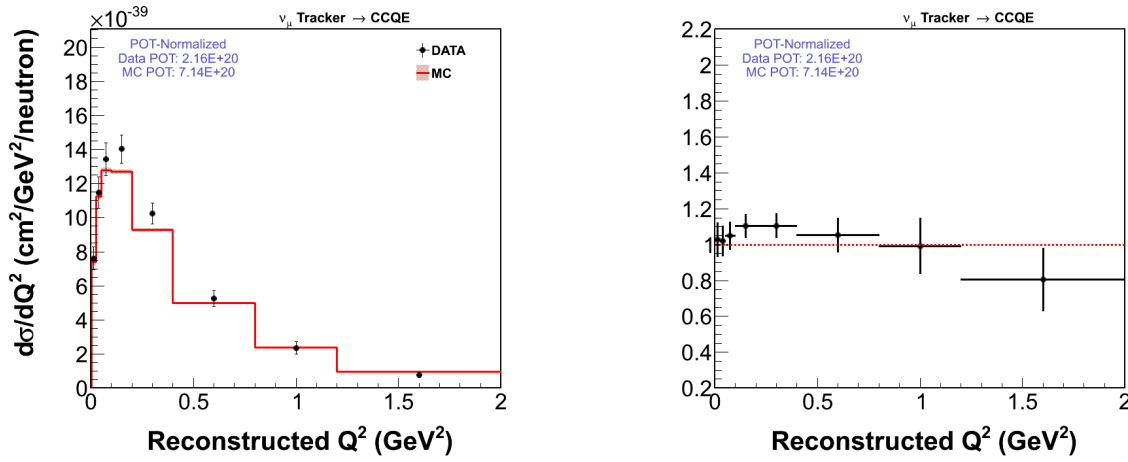 ×10⁻³⁹
ν_μ Tracker → CCQE
dσ/dQ² (cm²/GeV²/neutron)
20
18
16
14
12
10
8
6
4
2
0
POT-Normalized
Data POT: 2.16E+20
MC POT: 7.14E+20
DATA
MC
0 0.5 1 1.5 2
Reconstructed Q² (GeV²)
ν_μ Tracker → CCQE
2.2
2
1.8
1.6
1.4
1.2
1
0.8
0.6
0.4
0.2
POT-Normalized
Data POT: 2.16E+20
MC POT: 7.14E+20
0 0.5 1 1.5 2
Reconstructed Q² (GeV²)